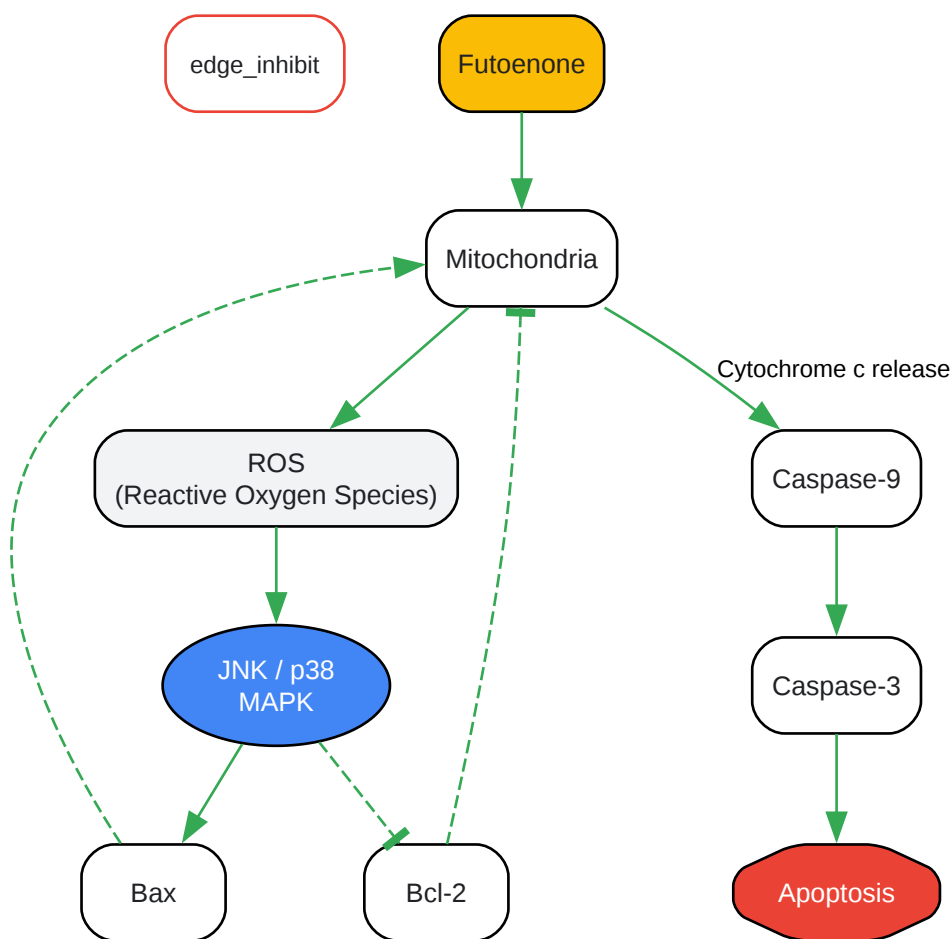 edge_inhibit
Futoenone
Mitochondria
Cytochrome c release
ROS
(Reactive Oxygen Species)
Caspase-9
JNK / p38
MAPK
Caspase-3
Bax
Bcl-2
Apoptosis